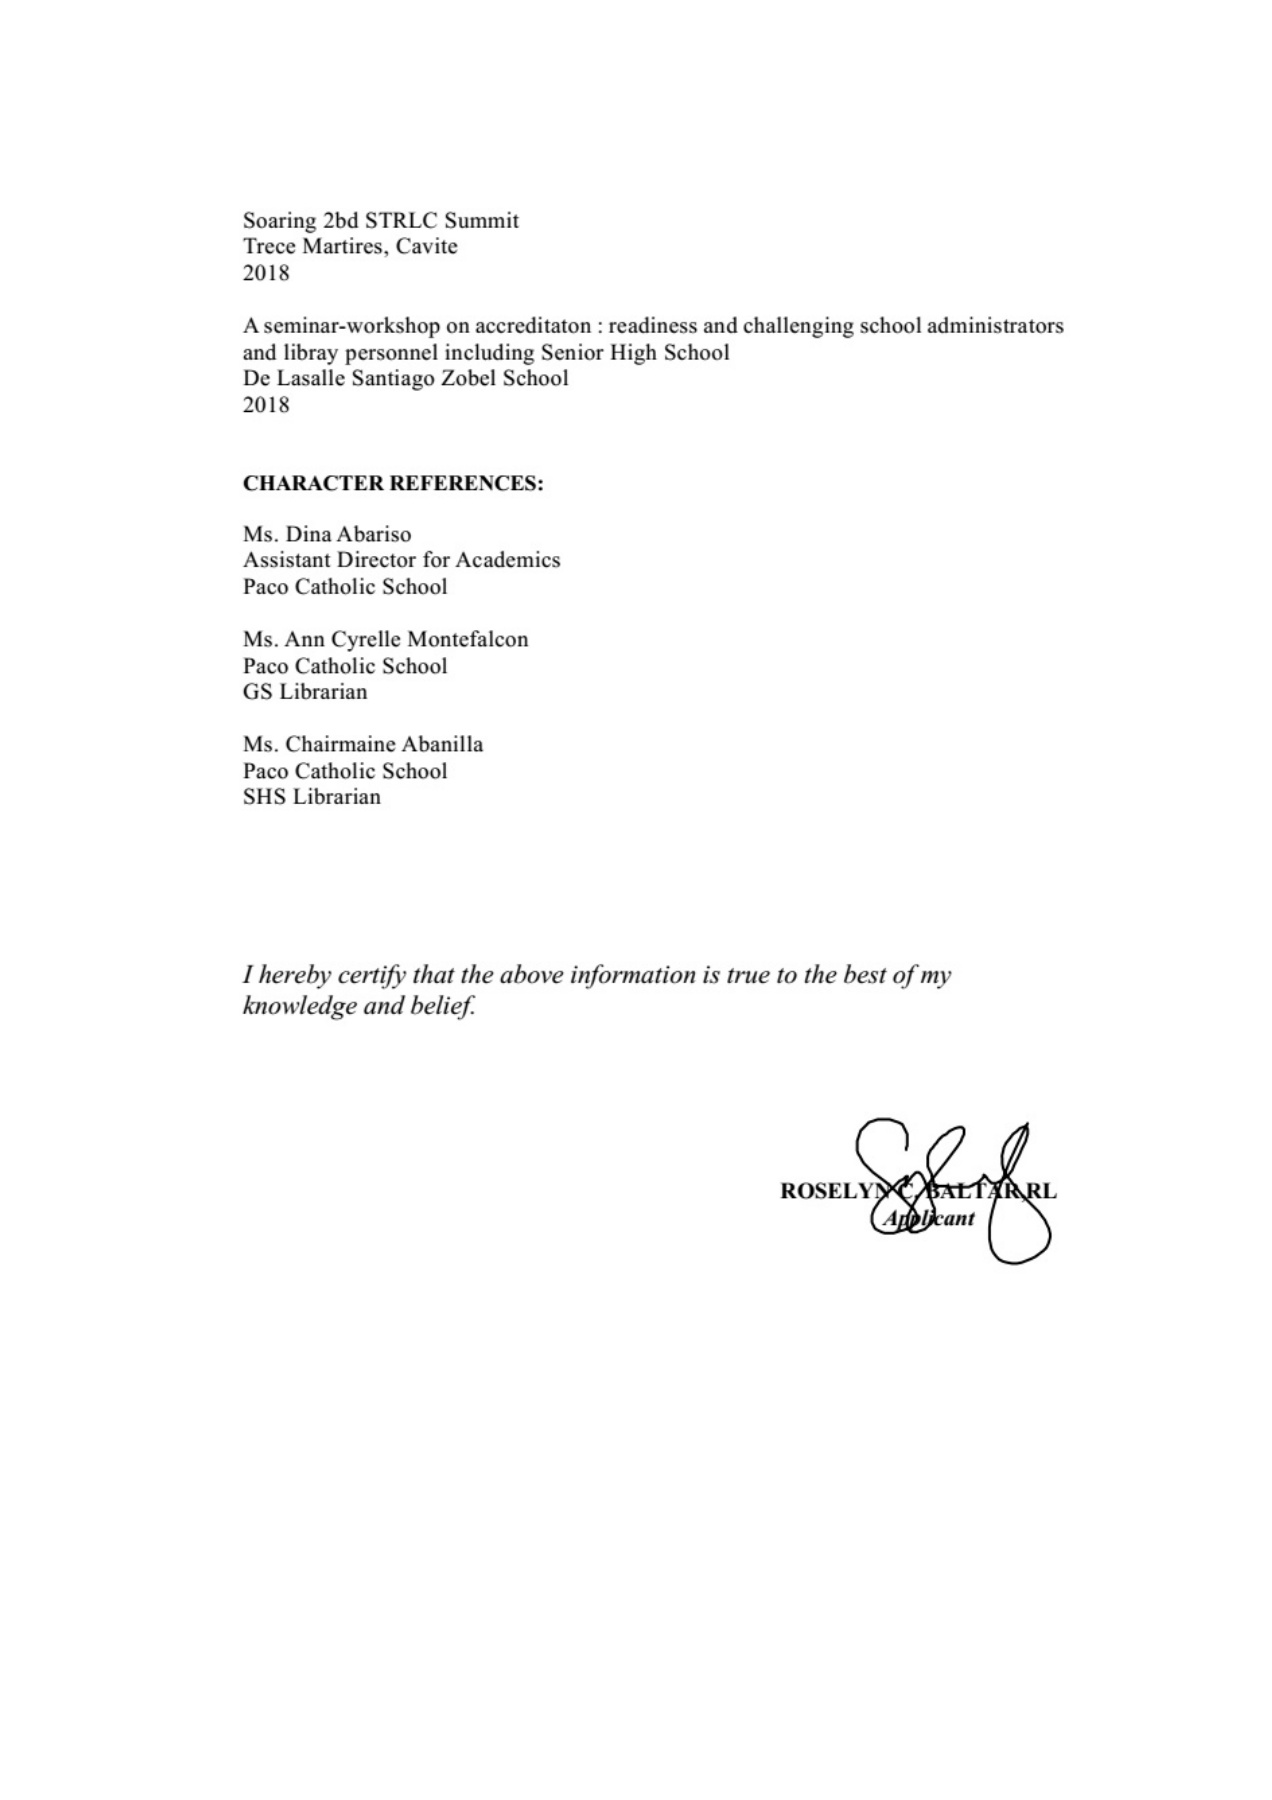 Soaring 2bd STRLC Summit
Trece Martires, Cavite
2018
A seminar-workshop on accreditaton : readiness and challenging school administrators
and libray personnel including Senior High School
De Lasalle Santiago Zobel School
2018
CHARACTER REFERENCES:
Ms. Dina Abariso
Assistant Director for Academics
Paco Catholic School
Ms. Ann Cyrelle Montefalcon
Paco Catholic School
GS Librarian
Ms. Chairmaine Abanilla
Paco Catholic School
SHS Librarian
I hereby certify that the above information is true to the best of my
knowledge and belief.
ROSELYN C. BALTAR,RL
Applicant